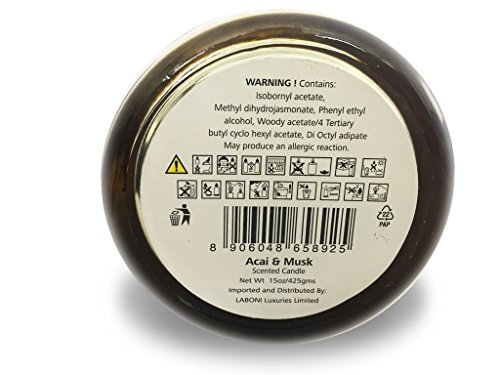 WARNING ! Contains:
Isobornyl acetate,
Methyl dihydrojasmonate, Phenyl ethyl
alcohol, Woody acetate/4 Tertiary
butyl cyclo hexyl acetate, Di Octyl adipate
May produce an allergic reaction.
22
PAP
8 906048 658925
Acai & Musk
Scented Candle
Net Wt 15oz/425gms
Imported and Distributed By:
LABONI Luxuries Limited